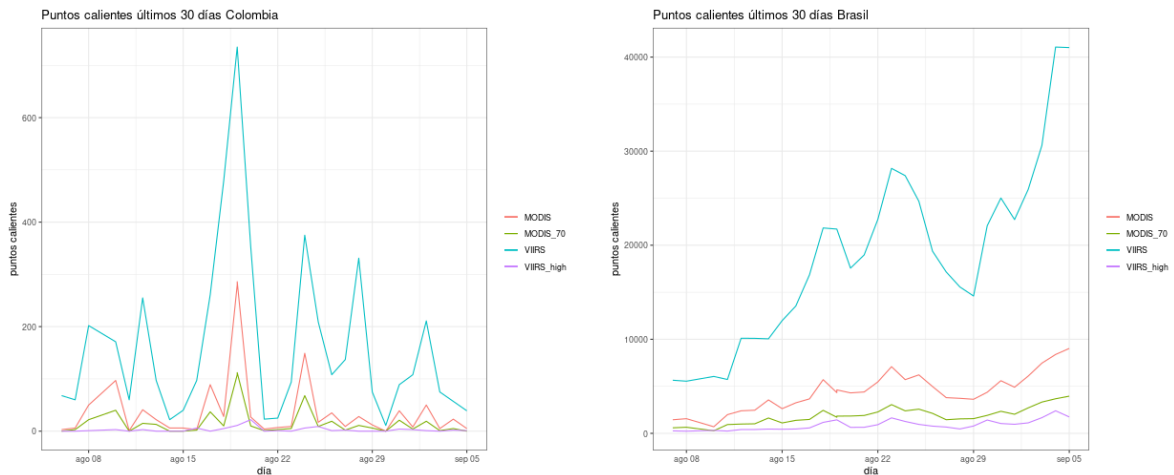 Puntos calientes últimos 30 días Colombia
puntos calientes
600
400
200
0
ago 08
ago 15
ago 22
ago 29
sep 05
día
MODIS
MODIS_70
VIIRS
VIIRS_high
Puntos calientes últimos 30 días Brasil
puntos calientes
40000
30000
20000
10000
0
ago 08
ago 15
ago 22
ago 29
sep 05
día
MODIS
MODIS_70
VIIRS
VIIRS_high